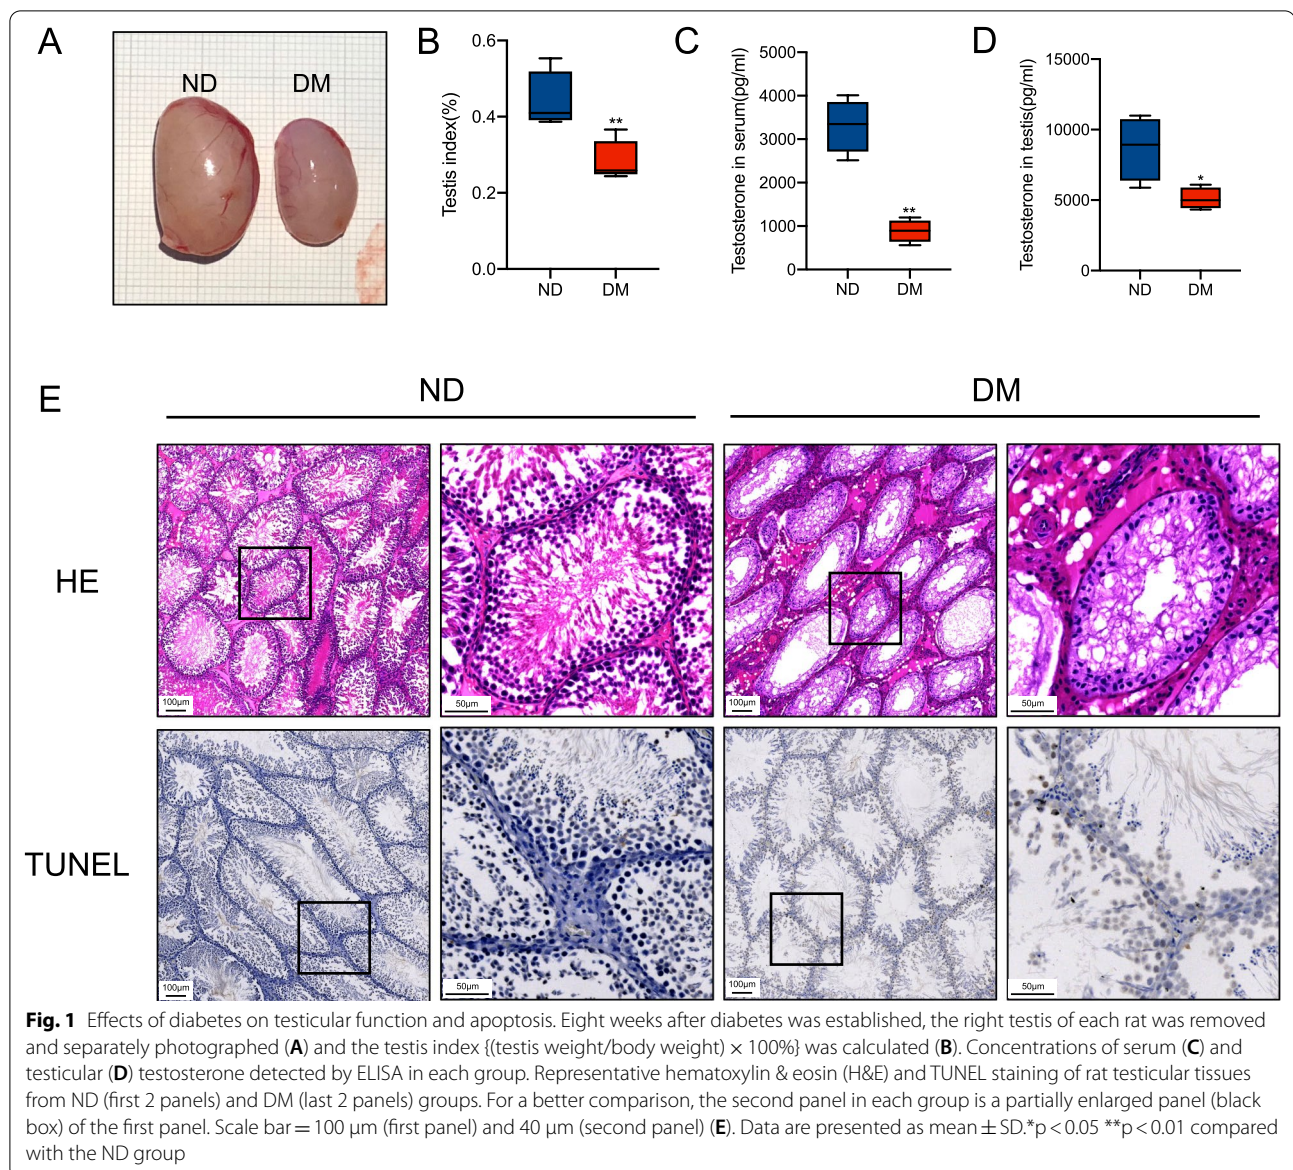 A
ND
DM
B
Testis index(%)
0.6
0.4
0.2
0.0
**
ND
DM
C
Testosterone in serum(pg/ml)
5000
4000
3000
2000
1000
0
**
ND
DM
D
Testosterone in testis(pg/ml)
15000
10000
5000
0
*
ND
DM
E
ND
DM
HE
100μm
50μm
100μm
50μm
TUNEL
100μm
50μm
100μm
50μm
Fig. 1 Effects of diabetes on testicular function and apoptosis. Eight weeks after diabetes was established, the right testis of each rat was removed
and separately photographed (A) and the testis index {(testis weight/body weight) × 100%} was calculated (B). Concentrations of serum (C) and
testicular (D) testosterone detected by ELISA in each group. Representative hematoxylin & eosin (H&E) and TUNEL staining of rat testicular tissues
from ND (first 2 panels) and DM (last 2 panels) groups. For a better comparison, the second panel in each group is a partially enlarged panel (black
box) of the first panel. Scale bar = 100 μm (first panel) and 40 μm (second panel) (E). Data are presented as mean ± SD.*p < 0.05 **p < 0.01 compared
with the ND group